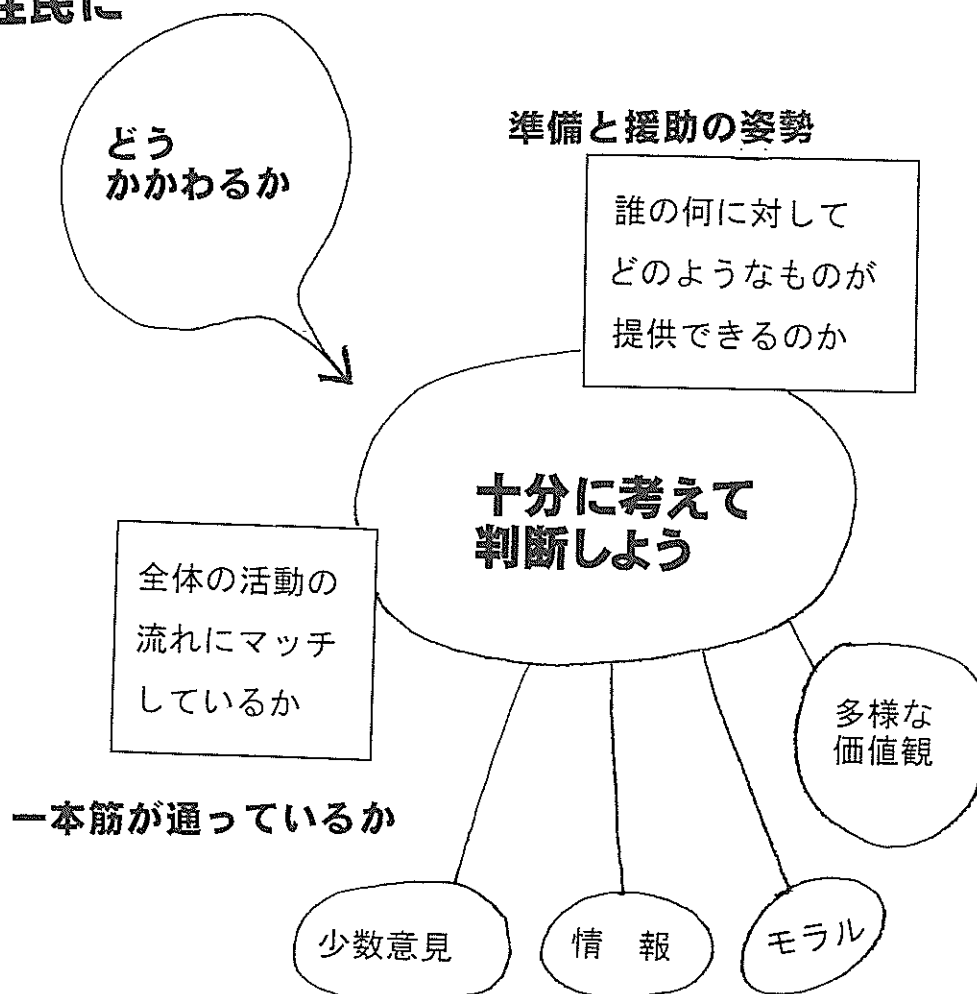 住民に
どう
かかわるか
準備と援助の姿勢
誰の何に対して
どのようなものが
提供できるのか
十分に考えて
判断しよう
全体の活動の
流れにマッチ
しているか
一本筋が通っているか
多様な
価値観
少数意見
情 報
モラル